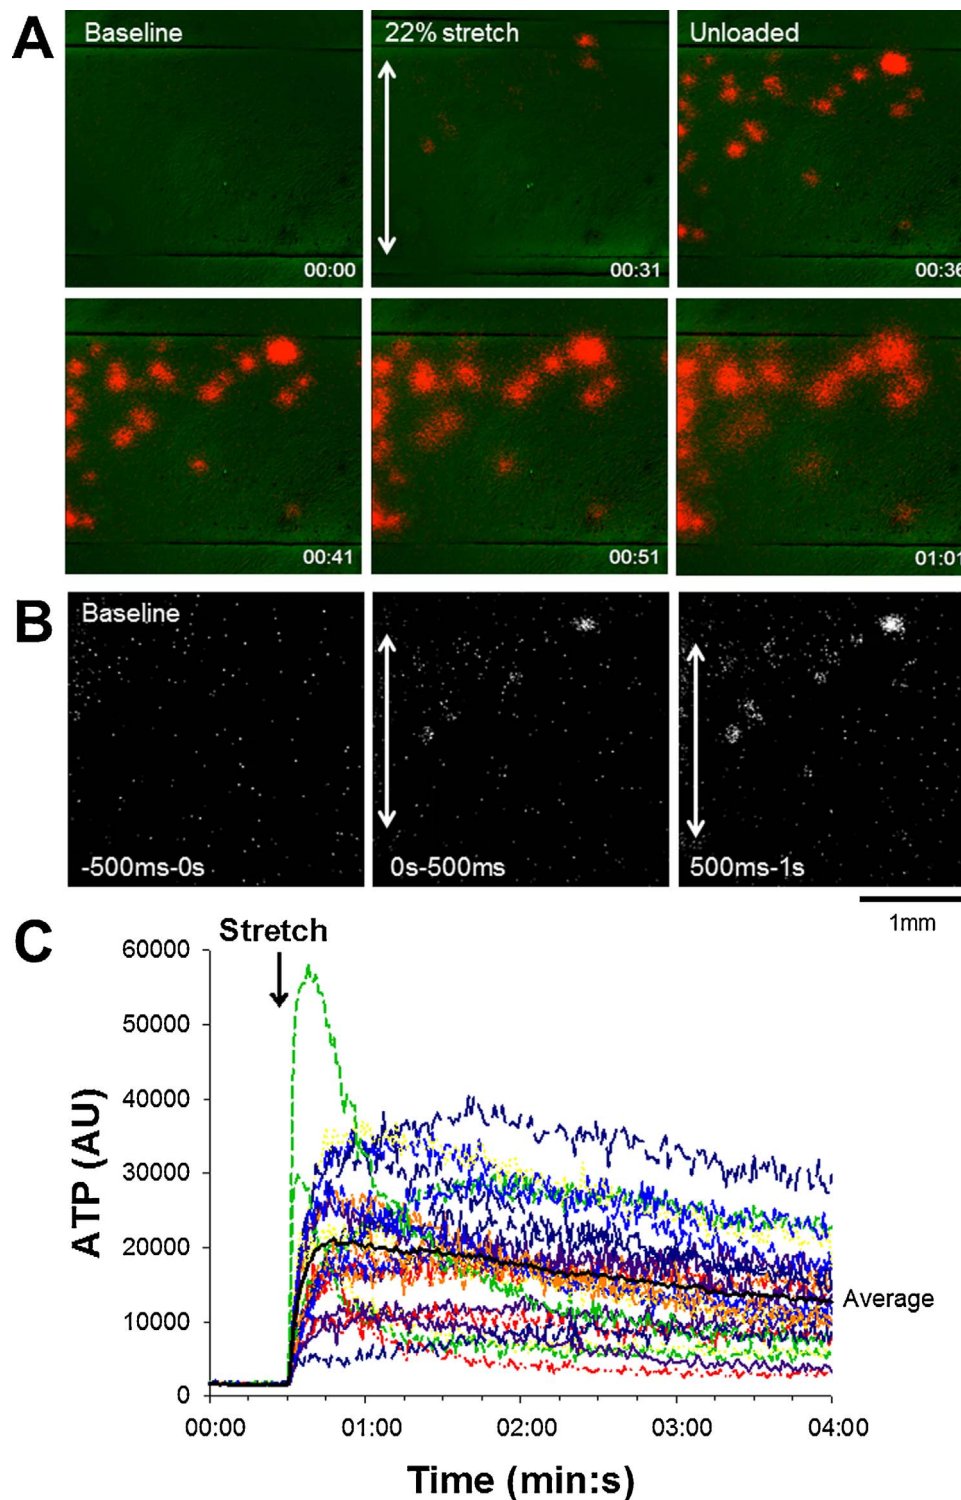 A
Baseline
22% stretch
Unloaded
00:00
00:31
00:36
00:41
00:51
01:01
B
Baseline
-500ms-0s
0s-500ms
500ms-1s
1mm
C
Stretch
60000
50000
40000
30000
20000
10000
0
ATP (AU)
Average
00:00
01:00
02:00
03:00
04:00
Time (min:s)